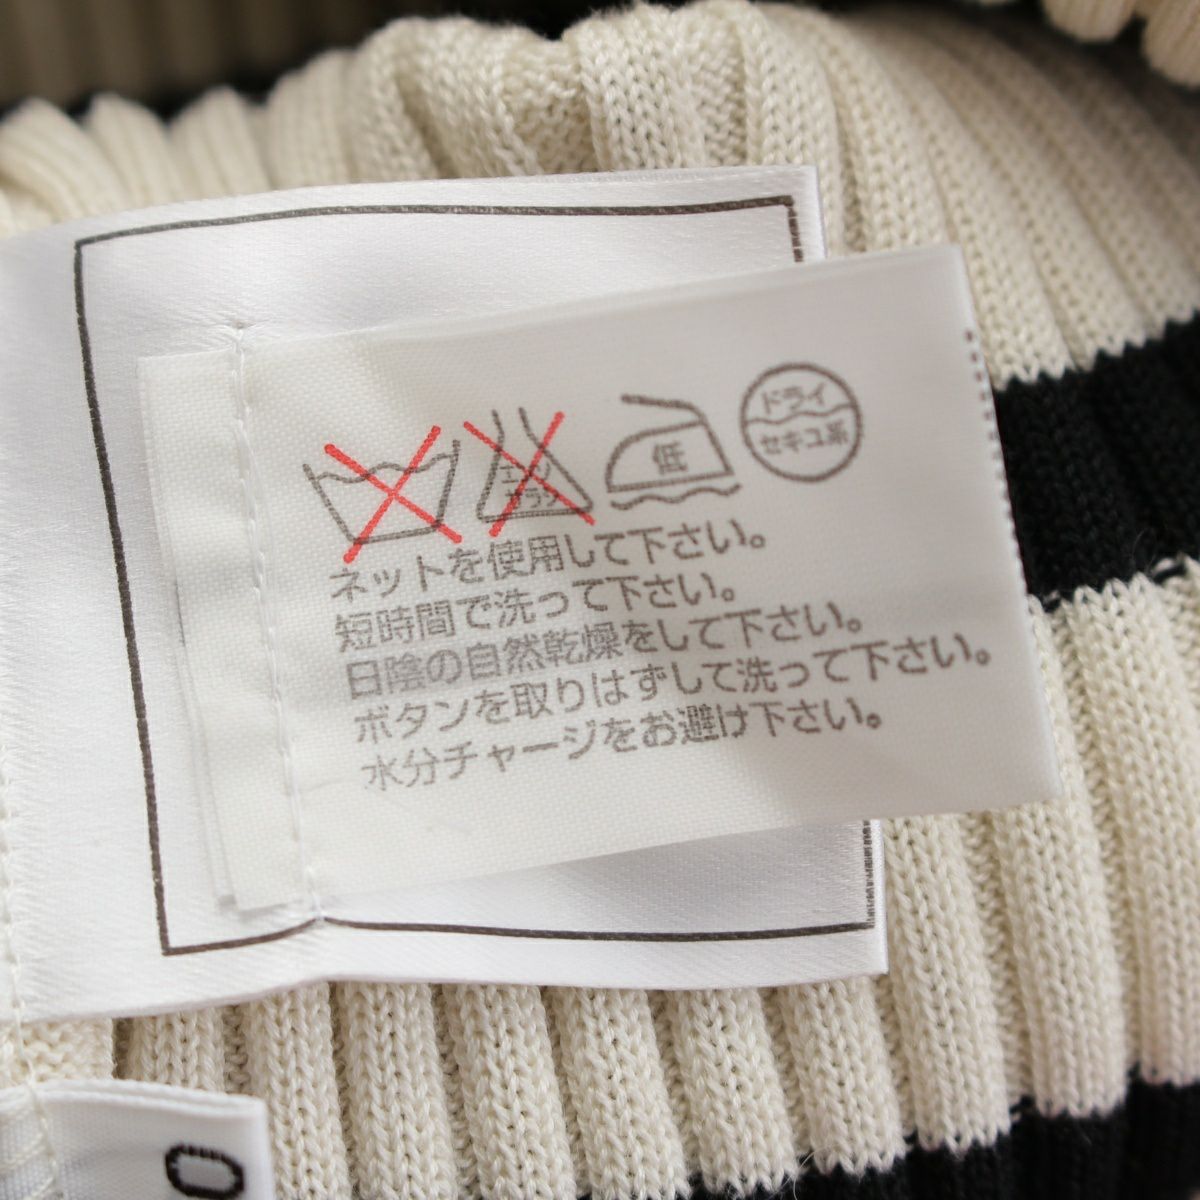 エンソ
サラシ
低
ドライ
セキユ系
ネットを使用して下さい。
短時間で洗って下さい。
日陰の自然乾燥をして下さい。
ボタンを取りはずして洗って下さい。
水分チャージをお避け下さい。
0